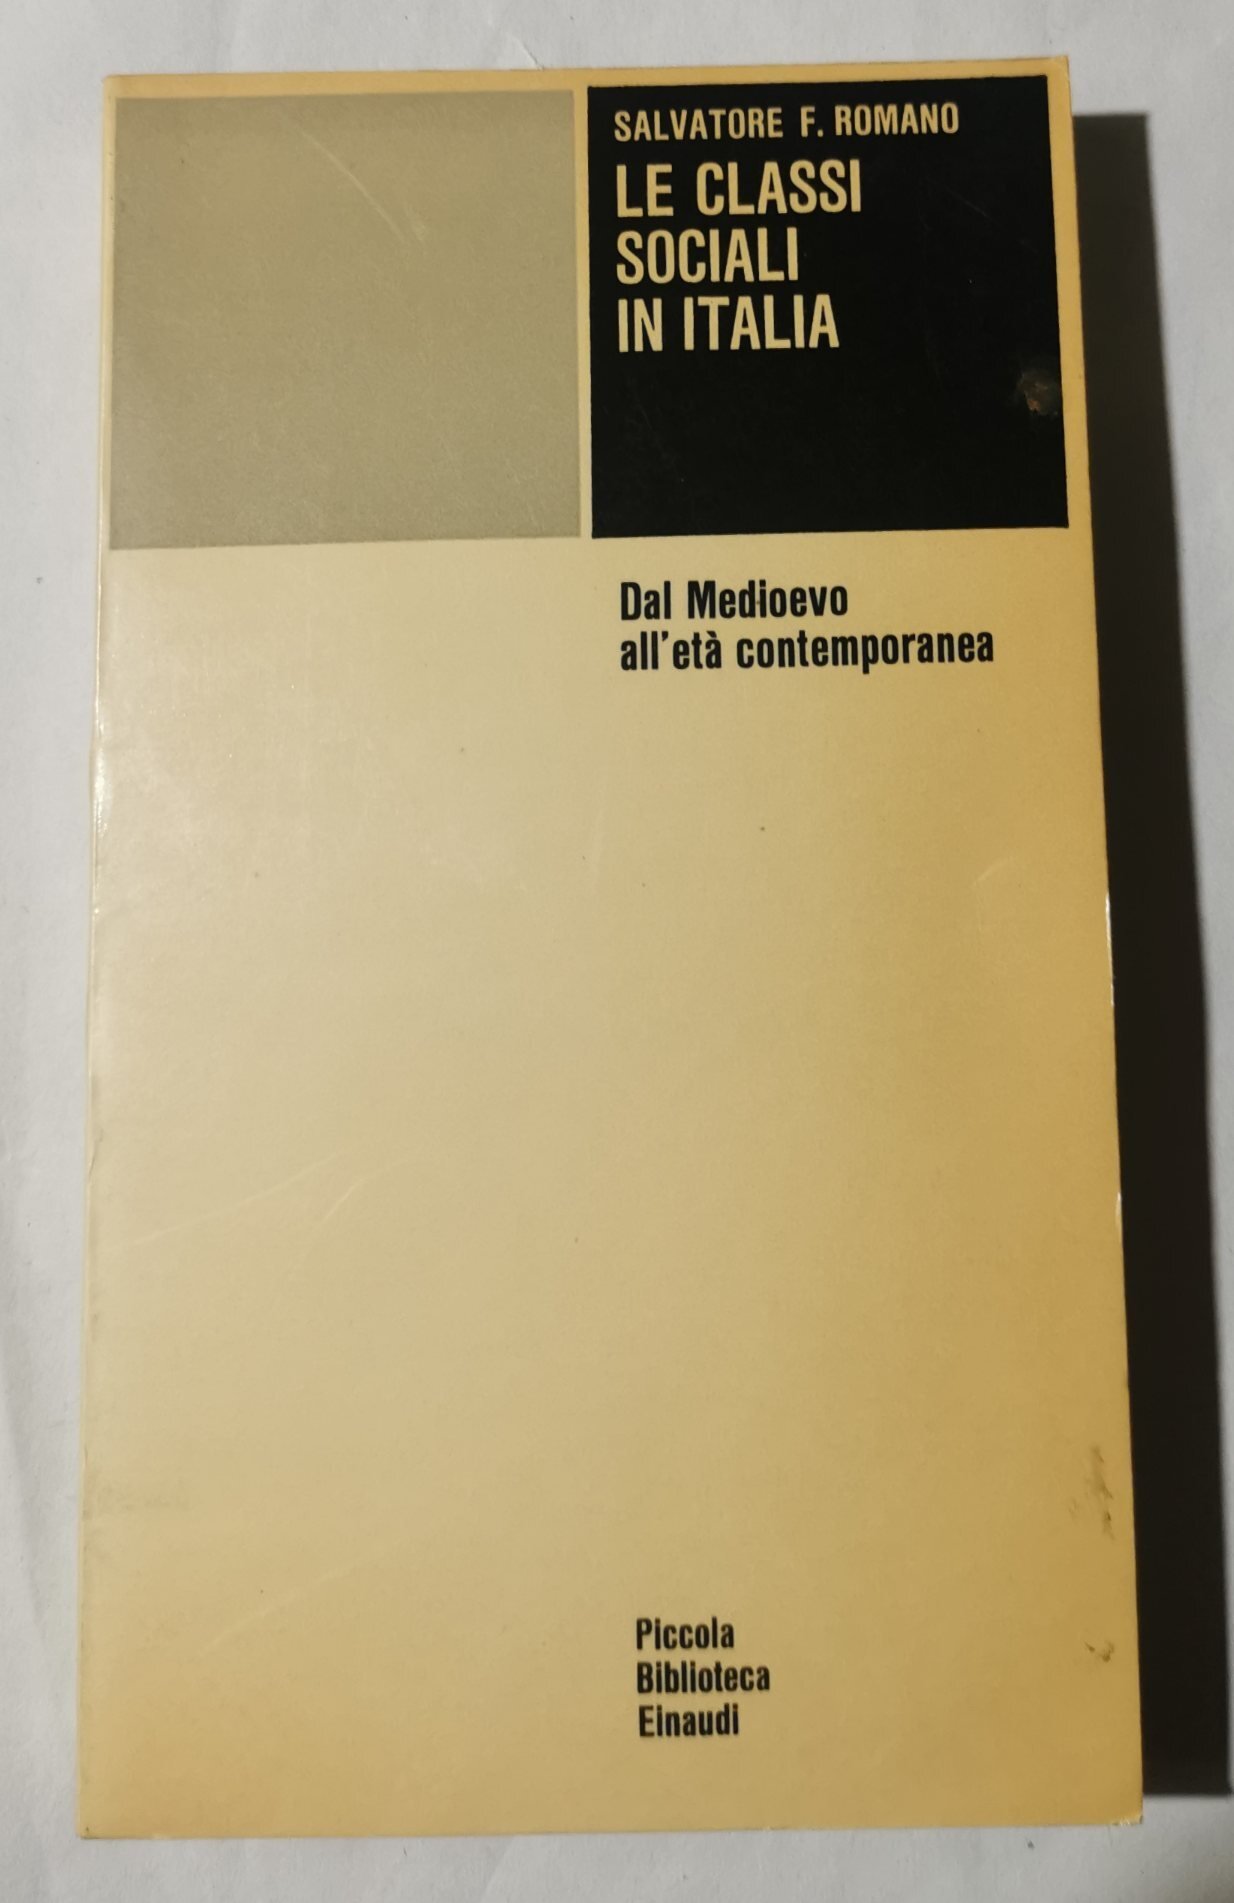 SALVATORE F. ROMANO
LE CLASSI
SOCIALI
IN ITALIA
Dal Medioevo
all'età contemporanea
Piccola
Biblioteca
Einaudi